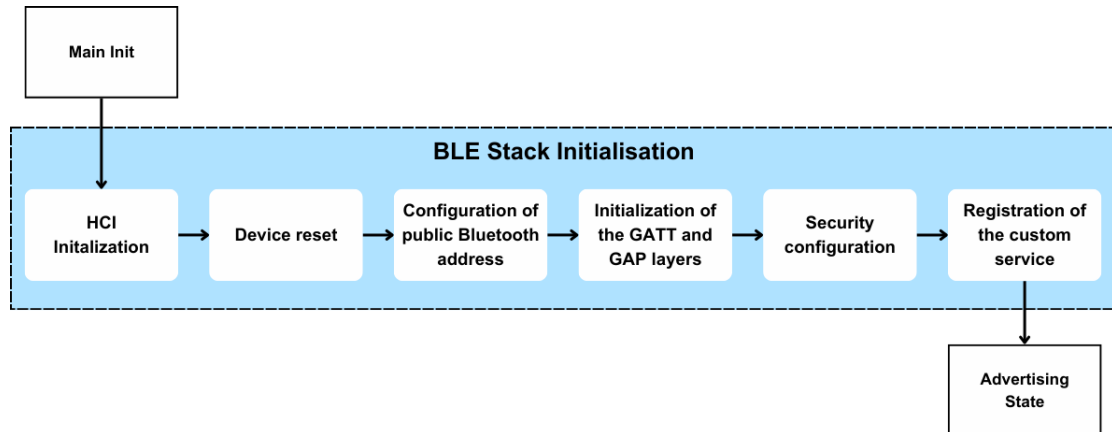 Main Init
BLE Stack Initialisation
HCI
Initalization
Device reset
Configuration of
public Bluetooth
address
Initialization of
the GATT and
GAP layers
Security
configuration
Registration of
the custom
service
Advertising
State